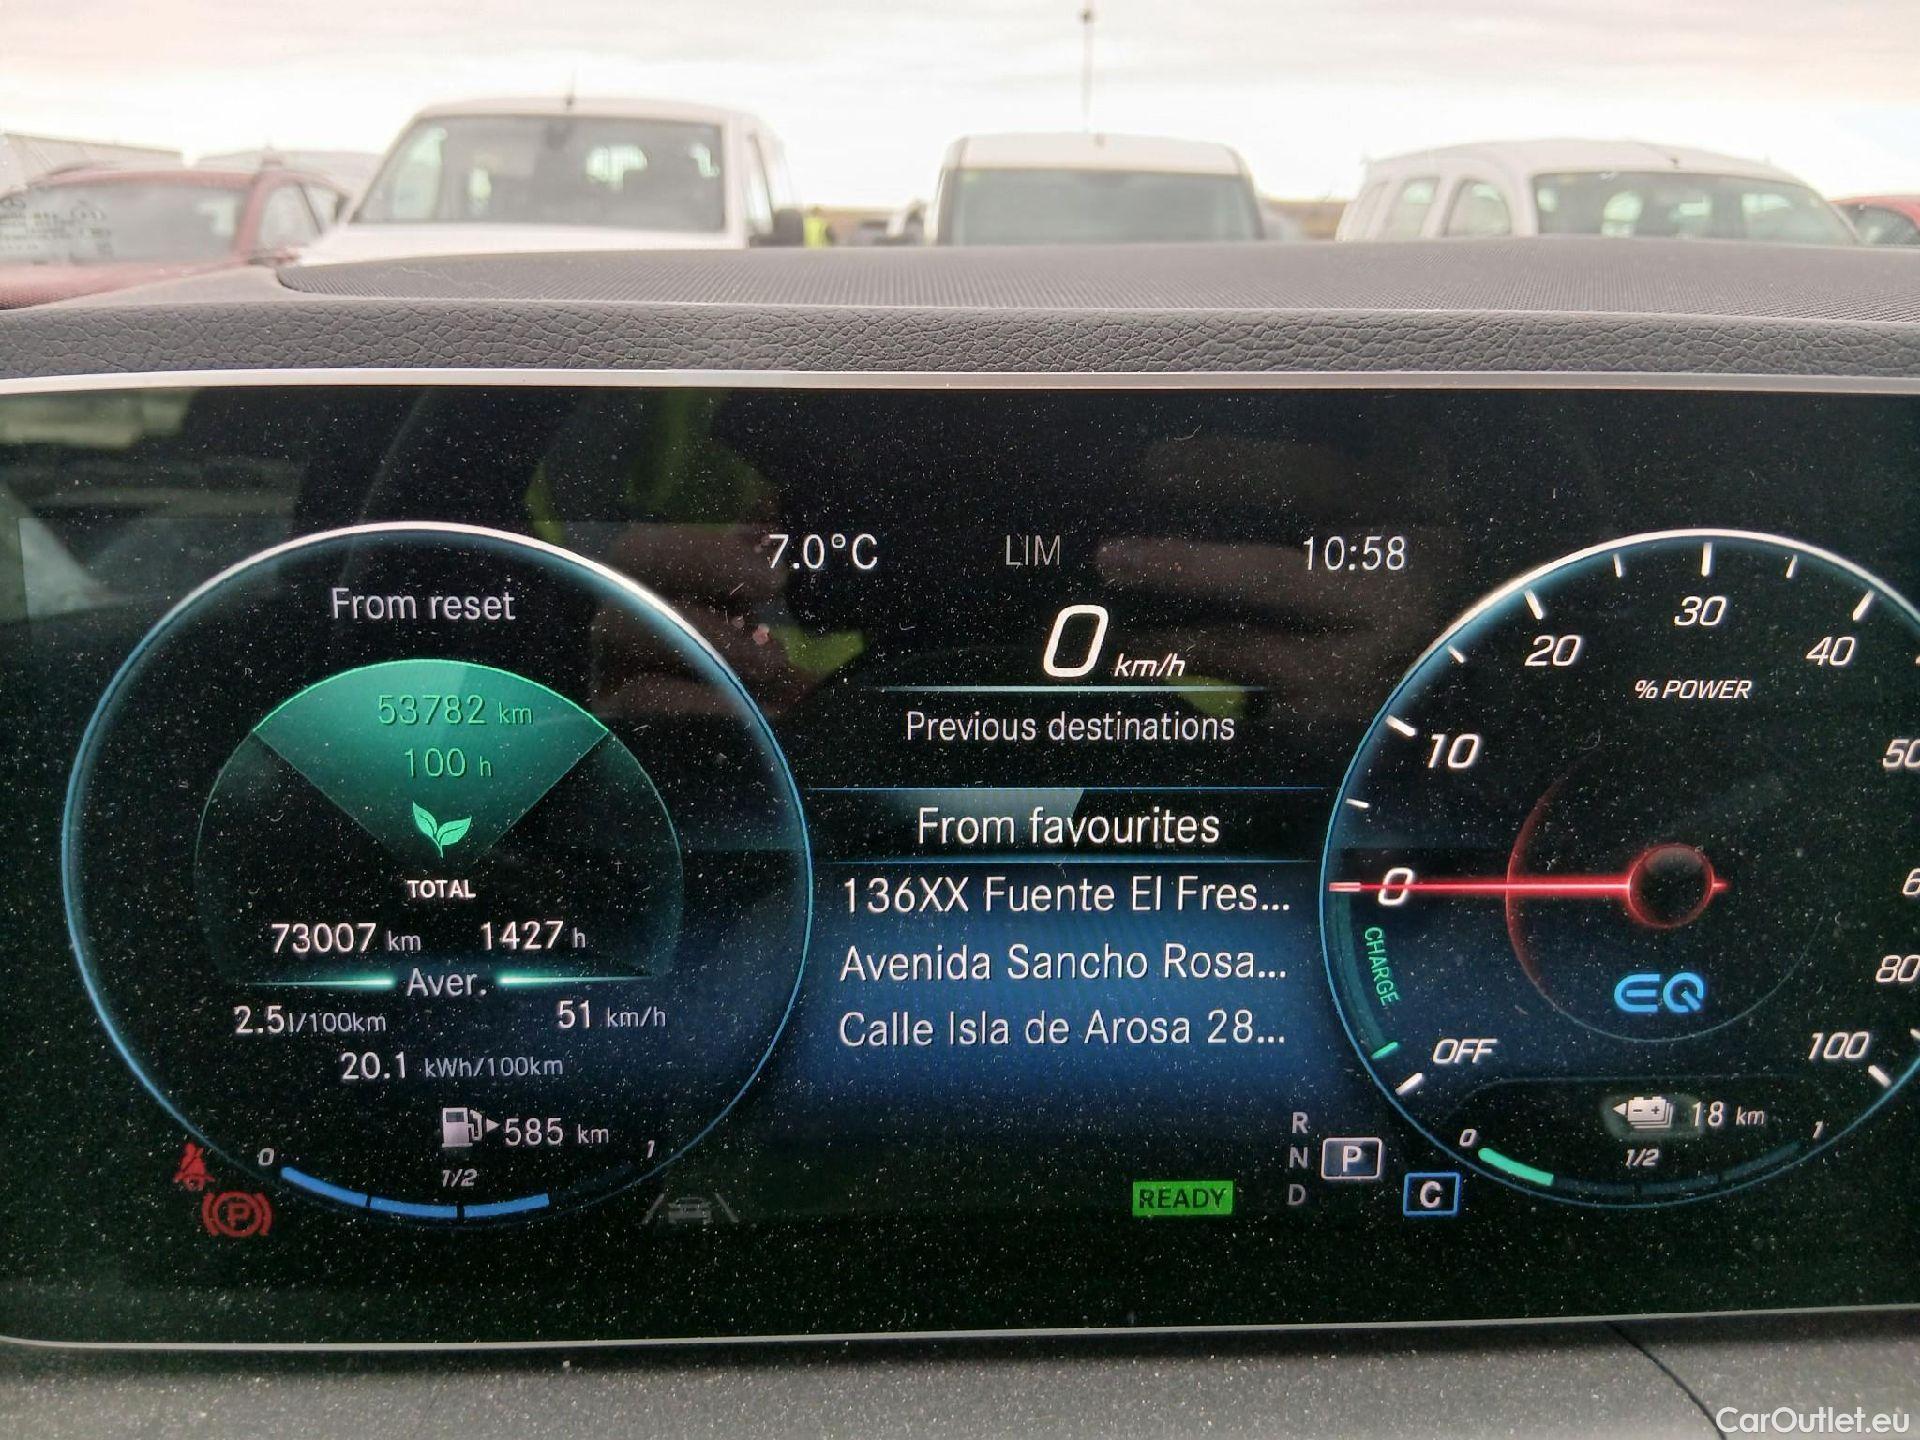 7.0°C LIM 10:58
From reset
53782 km
100 h
TOTAL
73007 km 1427 h
Aver.
2.5 l/100km 51 km/h
20.1 kWh/100km
585 km
0 1/2 1
0 km/h
Previous destinations
From favourites
136XX Fuente El Fres...
Avenida Sancho Rosa...
Calle Isla de Arosa 28...
READY
R
N P
D
C
30
20 40
% POWER
10 50
0
CHARGE
EQ
80
OFF 100
18 km
0 1/2 1
P
CarOutlet.eu